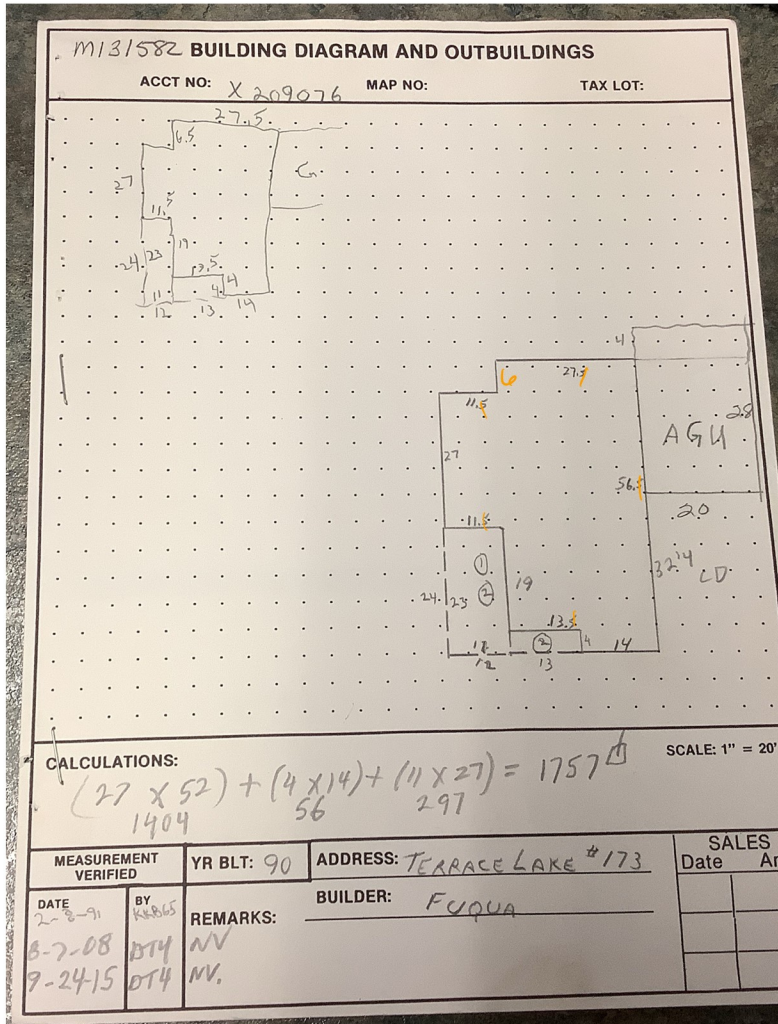 M131582 BUILDING DIAGRAM AND OUTBUILDINGS
ACCT NO: X 209076 MAP NO: TAX LOT:
27.5
6.5
G
27
11.5
19
24 23
13.5
4
4
11
12 13 14
4
27.5
6
11.5
28
AGU
27
56.5
20
11.5
1
19
32 14 CD
24 23 2
13.5
12 2 4 14
12 13
CALCULATIONS: SCALE: 1" = 20'
(27 x 52) + (4 x 14) + (11 x 27) = 1757
1404 56 297
MEASUREMENT VERIFIED YR BLT: 90 ADDRESS: TERRACE LAKE #173 SALES
Date
BUILDER: FUQUA
DATE BY REMARKS:
2-8-91 KKB65
8-7-08 DT4 NV
9-24-15 DT4 NV.